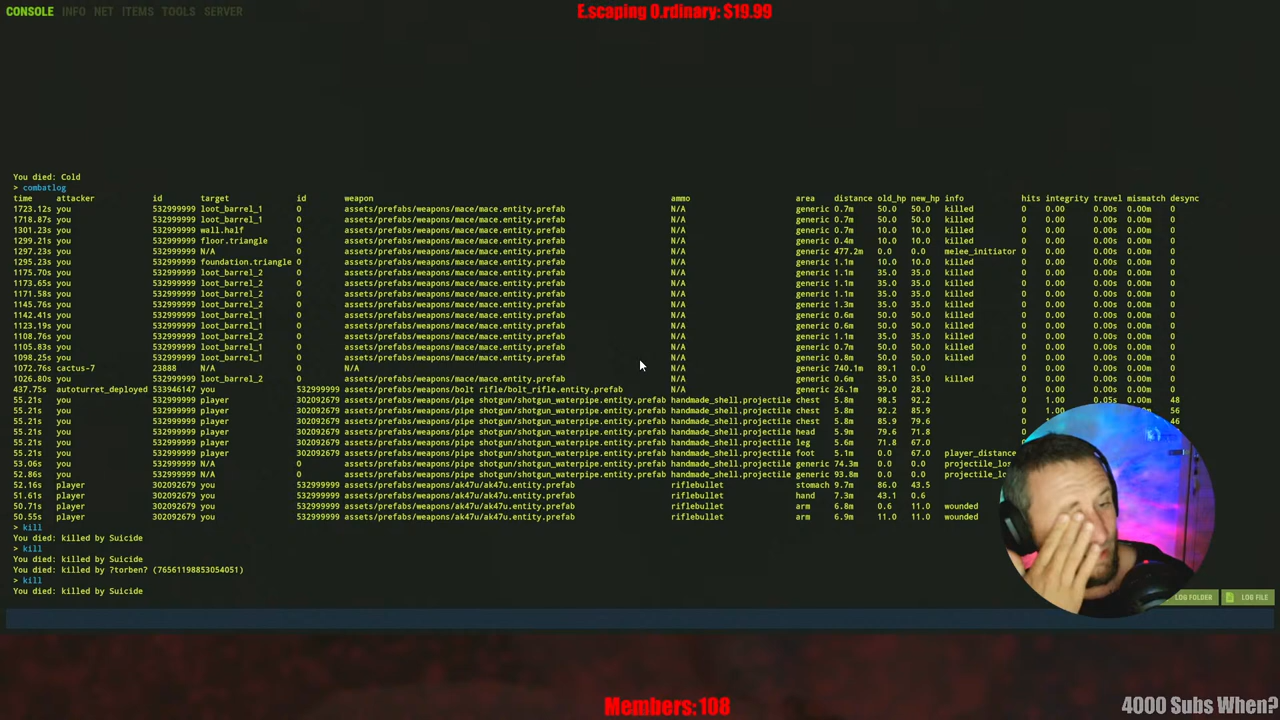 CONSOLE INFO NET ITEMS TOOLS SERVER
E.scaping O.rdinary: $19.99
You died: Cold
> combatlog
time attacker id target id weapon ammo area distance old_hp new_hp info hits integrity travel mismatch desync
1723.12s you 532999999 loot_barrel_1 0 assets/prefabs/weapons/mace/mace.entity.prefab N/A generic 0.7m 50.0 50.0 killed 0 0.00 0.00s 0.00m 0
1718.87s you 532999999 loot_barrel_1 0 assets/prefabs/weapons/mace/mace.entity.prefab N/A generic 0.7m 50.0 50.0 killed 0 0.00 0.00s 0.00m 0
1301.23s you 532999999 wall.half 0 assets/prefabs/weapons/mace/mace.entity.prefab N/A generic 0.7m 10.0 10.0 killed 0 0.00 0.00s 0.00m 0
1299.21s you 532999999 floor.triangle 0 assets/prefabs/weapons/mace/mace.entity.prefab N/A generic 0.4m 10.0 10.0 killed 0 0.00 0.00s 0.00m 0
1297.23s you 532999999 N/A 0 assets/prefabs/weapons/mace/mace.entity.prefab N/A generic 477.2m 0.0 0.0 melee_initiator 0 0.00 0.00s 0.00m 0
1295.23s you 532999999 foundation.triangle 0 assets/prefabs/weapons/mace/mace.entity.prefab N/A generic 1.1m 10.0 10.0 killed 0 0.00 0.00s 0.00m 0
1175.70s you 532999999 loot_barrel_2 0 assets/prefabs/weapons/mace/mace.entity.prefab N/A generic 1.1m 35.0 35.0 killed 0 0.00 0.00s 0.00m 0
1173.65s you 532999999 loot_barrel_2 0 assets/prefabs/weapons/mace/mace.entity.prefab N/A generic 1.1m 35.0 35.0 killed 0 0.00 0.00s 0.00m 0
1171.58s you 532999999 loot_barrel_2 0 assets/prefabs/weapons/mace/mace.entity.prefab N/A generic 1.1m 35.0 35.0 killed 0 0.00 0.00s 0.00m 0
1145.76s you 532999999 loot_barrel_2 0 assets/prefabs/weapons/mace/mace.entity.prefab N/A generic 1.3m 35.0 35.0 killed 0 0.00 0.00s 0.00m 0
1142.41s you 532999999 loot_barrel_1 0 assets/prefabs/weapons/mace/mace.entity.prefab N/A generic 0.6m 50.0 50.0 killed 0 0.00 0.00s 0.00m 0
1123.19s you 532999999 loot_barrel_1 0 assets/prefabs/weapons/mace/mace.entity.prefab N/A generic 0.6m 50.0 50.0 killed 0 0.00 0.00s 0.00m 0
1108.76s you 532999999 loot_barrel_2 0 assets/prefabs/weapons/mace/mace.entity.prefab N/A generic 1.1m 35.0 35.0 killed 0 0.00 0.00s 0.00m 0
1105.83s you 532999999 loot_barrel_1 0 assets/prefabs/weapons/mace/mace.entity.prefab N/A generic 0.7m 50.0 50.0 killed 0 0.00 0.00s 0.00m 0
1098.25s you 532999999 loot_barrel_1 0 assets/prefabs/weapons/mace/mace.entity.prefab N/A generic 0.8m 50.0 50.0 killed 0 0.00 0.00s 0.00m 0
1072.76s cactus-7 23888 N/A 0 N/A N/A generic 740.1m 89.1 0.0 0 0.00 0.00s 0.00m 0
1026.80s you 532999999 loot_barrel_2 0 assets/prefabs/weapons/mace/mace.entity.prefab N/A generic 0.6m 35.0 35.0 killed 0 0.00 0.00s 0.00m 0
437.75s autoturret_deployed 533946147 you 532999999 assets/prefabs/weapons/bolt rifle/bolt_rifle.entity.prefab N/A generic 26.1m 99.0 28.0 0 0.00 0.00s 0.00m 0
55.21s you 532999999 player 302092679 assets/prefabs/weapons/pipe shotgun/shotgun_waterpipe.entity.prefab handmade_shell.projectile chest 5.8m 98.5 92.2 0 1.00 0.05s 0.00m 48
55.21s you 532999999 player 302092679 assets/prefabs/weapons/pipe shotgun/shotgun_waterpipe.entity.prefab handmade_shell.projectile chest 5.8m 92.2 85.9 0 1.00 56
55.21s you 532999999 player 302092679 assets/prefabs/weapons/pipe shotgun/shotgun_waterpipe.entity.prefab handmade_shell.projectile chest 5.8m 85.9 79.6 46
55.21s you 532999999 player 302092679 assets/prefabs/weapons/pipe shotgun/shotgun_waterpipe.entity.prefab handmade_shell.projectile head 5.9m 79.6 71.8
55.21s you 532999999 player 302092679 assets/prefabs/weapons/pipe shotgun/shotgun_waterpipe.entity.prefab handmade_shell.projectile leg 5.6m 71.8 67.0
55.21s you 532999999 player 302092679 assets/prefabs/weapons/pipe shotgun/shotgun_waterpipe.entity.prefab handmade_shell.projectile foot 5.1m 0.0 67.0 player_distance
53.06s you 532999999 N/A 0 assets/prefabs/weapons/pipe shotgun/shotgun_waterpipe.entity.prefab handmade_shell.projectile generic 74.3m 0.0 0.0 projectile_los
52.86s you 532999999 N/A 0 assets/prefabs/weapons/pipe shotgun/shotgun_waterpipe.entity.prefab handmade_shell.projectile generic 93.8m 0.0 0.0 projectile_lo
52.16s player 302092679 you 532999999 assets/prefabs/weapons/ak47u/ak47u.entity.prefab riflebullet stomach 9.7m 86.0 43.5
51.61s player 302092679 you 532999999 assets/prefabs/weapons/ak47u/ak47u.entity.prefab riflebullet hand 7.3m 43.1 0.6
50.71s player 302092679 you 532999999 assets/prefabs/weapons/ak47u/ak47u.entity.prefab riflebullet arm 6.8m 0.6 11.0 wounded
50.55s player 302092679 you 532999999 assets/prefabs/weapons/ak47u/ak47u.entity.prefab riflebullet arm 6.9m 11.0 11.0 wounded
> kill
You died: killed by Suicide
> kill
You died: killed by Suicide
You died: killed by ?torben? (76561198853054051)
> kill
You died: killed by Suicide
LOG FOLDER LOG FILE
Members: 108
4000 Subs When?